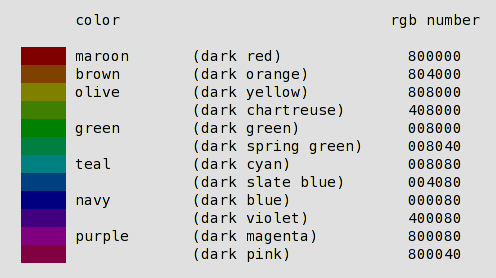 color rgb number
maroon (dark red) 800000
brown (dark orange) 804000
olive (dark yellow) 808000
(dark chartreuse) 408000
green (dark green) 008000
(dark spring green) 008040
teal (dark cyan) 008080
(dark slate blue) 004080
navy (dark blue) 000080
(dark violet) 400080
purple (dark magenta) 800080
(dark pink) 800040